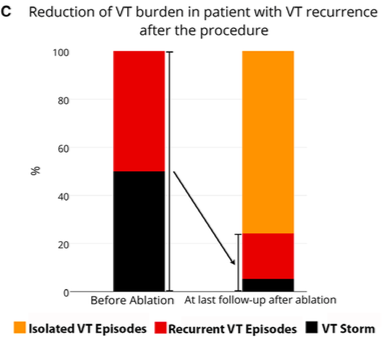 C Reduction of VT burden in patient with VT recurrence
after the procedure
100
80
60
40
20
0
%
Before Ablation At last follow-up after ablation
Isolated VT Episodes Recurrent VT Episodes VT Storm